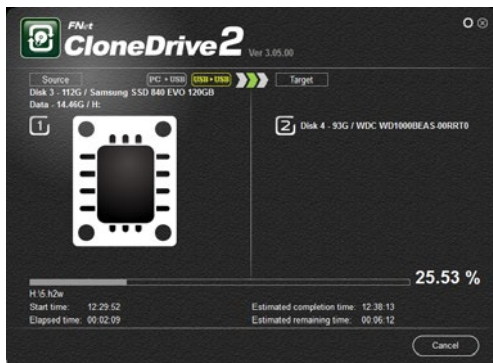 FNet
CloneDrive2 Ver 3.05.00
Source PC ▸ USB USB ▸ USB Target
Disk 3 - 112G / Samsung SSD 840 EVO 120GB
Data - 14.46G / H:
1
2 Disk 4 - 93G / WDC WD1000BEAS-00RRT0
25.53 %
H:\5.h2w
Start time: 12:29:52 Estimated completion time: 12:38:13
Elapsed time: 00:02:09 Estimated remaining time: 00:06:12
Cancel